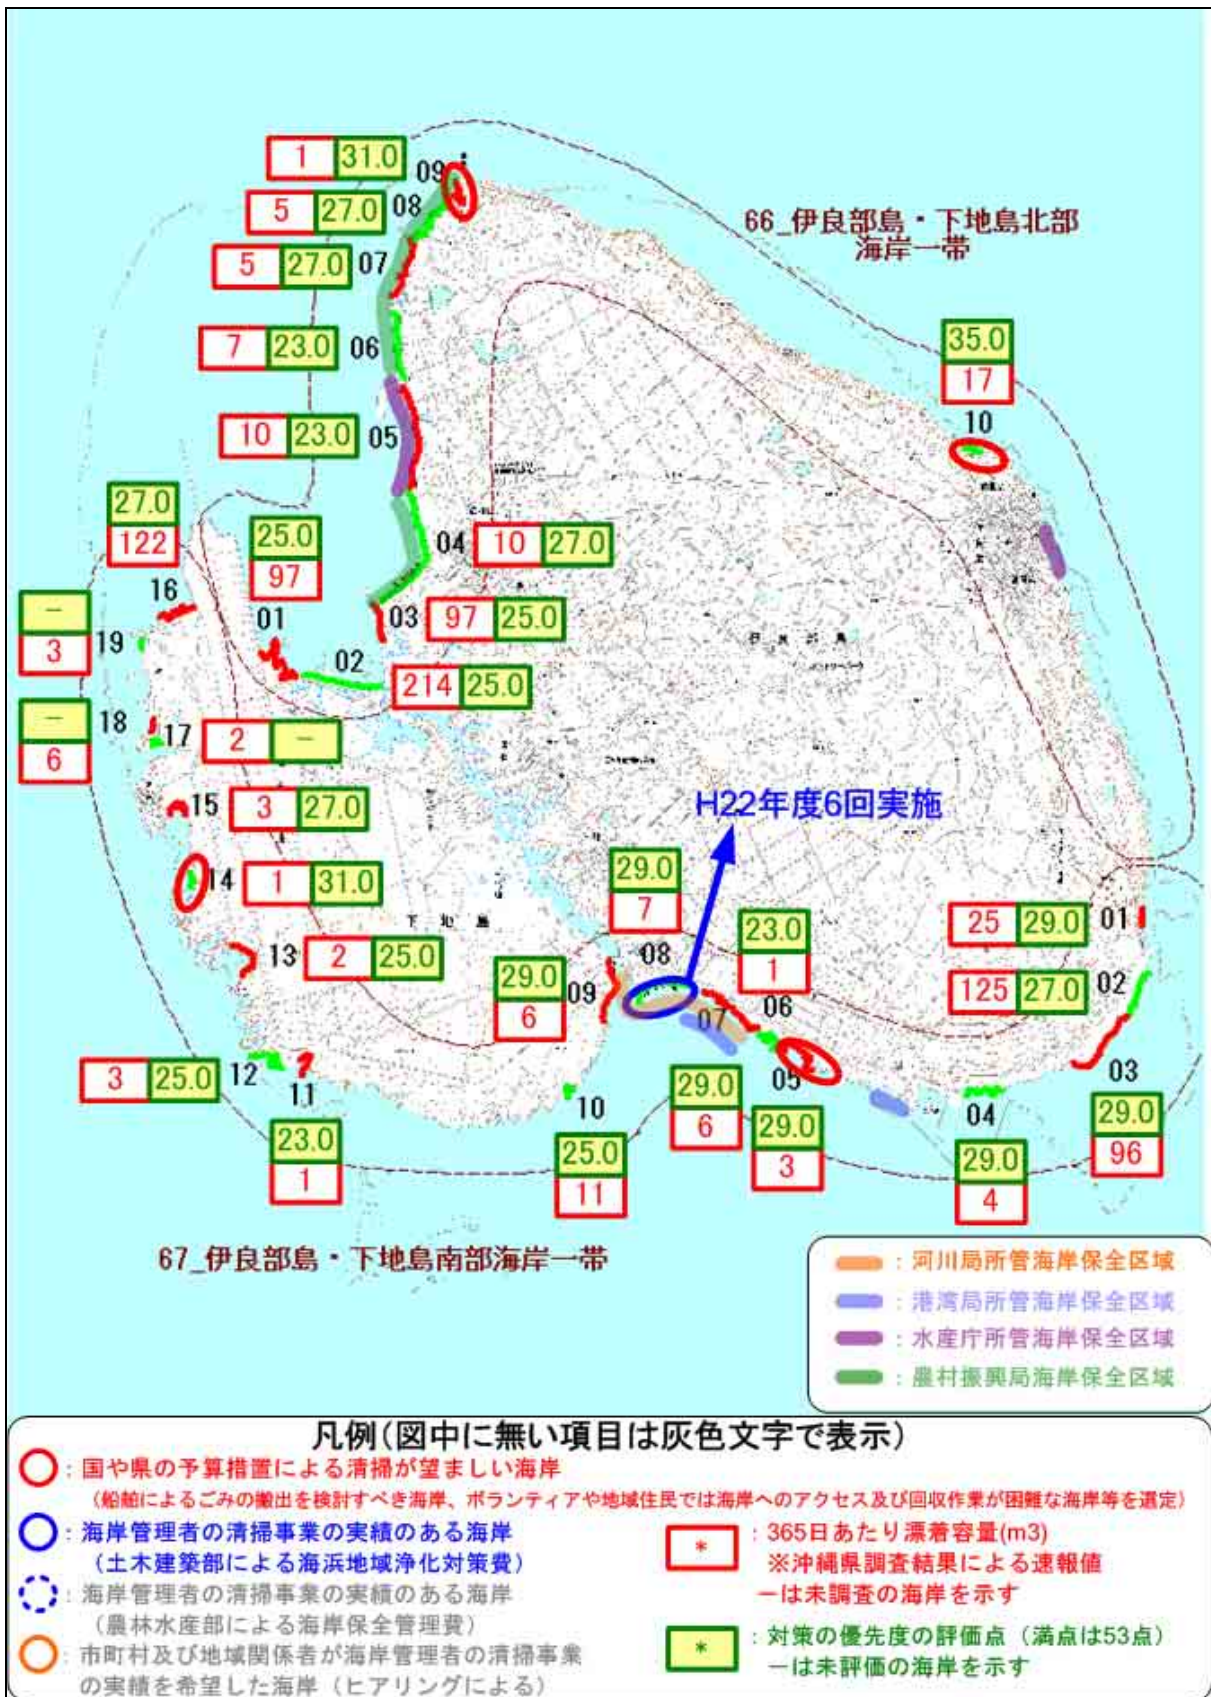 1 31.0 09
5 27.0 08
5 27.0 07
7 23.0 06
10 23.0 05
66_伊良部島・下地島北部
海岸一帯
35.0
17
10
27.0
122
25.0
97
04 10 27.0
16
01
03 97 25.0
－
3
19
02
214 25.0
－
6
18
17 2 －
15 3 27.0
14 1 31.0
13 2 25.0
H22年度6回実施
伊良部島
下地島
29.0
7
08
23.0
1
06
25 29.0 01
125 27.0 02
29.0
6
09
07
05
03
04
10
3 25.0 12
11
23.0
1
25.0
11
29.0
6
29.0
3
29.0
4
29.0
96
67_伊良部島・下地島南部海岸一帯
：河川局所管海岸保全区域
：港湾局所管海岸保全区域
：水産庁所管海岸保全区域
：農村振興局海岸保全区域
凡例(図中に無い項目は灰色文字で表示)
：国や県の予算措置による清掃が望ましい海岸
(船舶によるごみの搬出を検討すべき海岸、ボランティアや地域住民では海岸へのアクセス及び回収作業が困難な海岸等を選定)
：海岸管理者の清掃事業の実績のある海岸
(土木建築部による海浜地域浄化対策費)
：海岸管理者の清掃事業の実績のある海岸
(農林水産部による海岸保全管理費)
：市町村及び地域関係者が海岸管理者の清掃事業
の実績を希望した海岸（ヒアリングによる）
* ：365日あたり漂着容量(m3)
※沖縄県調査結果による速報値
－は未調査の海岸を示す
* ：対策の優先度の評価点（満点は53点）
－は未評価の海岸を示す